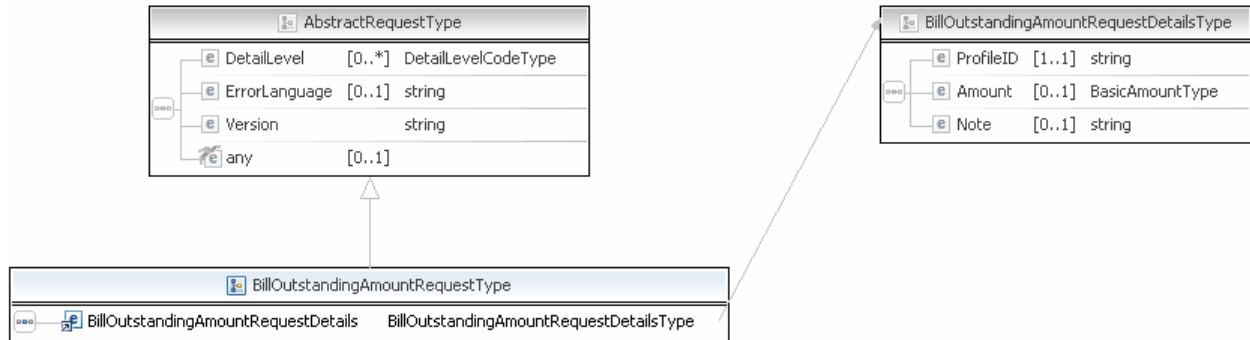 AbstractRequestType
DetailLevel [0..*] DetailLevelCodeType
ErrorLanguage [0..1] string
Version string
any [0..1]
BillOutstandingAmountRequestDetailsType
ProfileID [1..1] string
Amount [0..1] BasicAmountType
Note [0..1] string
BillOutstandingAmountRequestType
BillOutstandingAmountRequestDetails BillOutstandingAmountRequestDetailsType